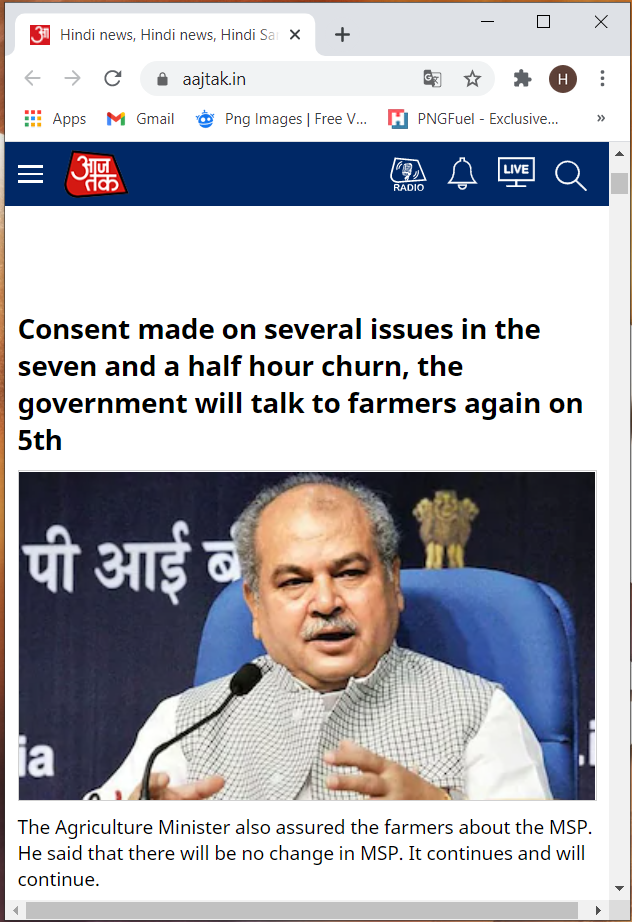 Hindi news, Hindi news, Hindi Sa
aajtak.in
H
Apps
Gmail
Png Images | Free V...
PNGFuel - Exclusive...
»
आज
तक
RADIO
LIVE
Consent made on several issues in the
seven and a half hour churn, the
government will talk to farmers again on
5th
पी आई ब
ia
.i
The Agriculture Minister also assured the farmers about the MSP.
He said that there will be no change in MSP. It continues and will
continue.